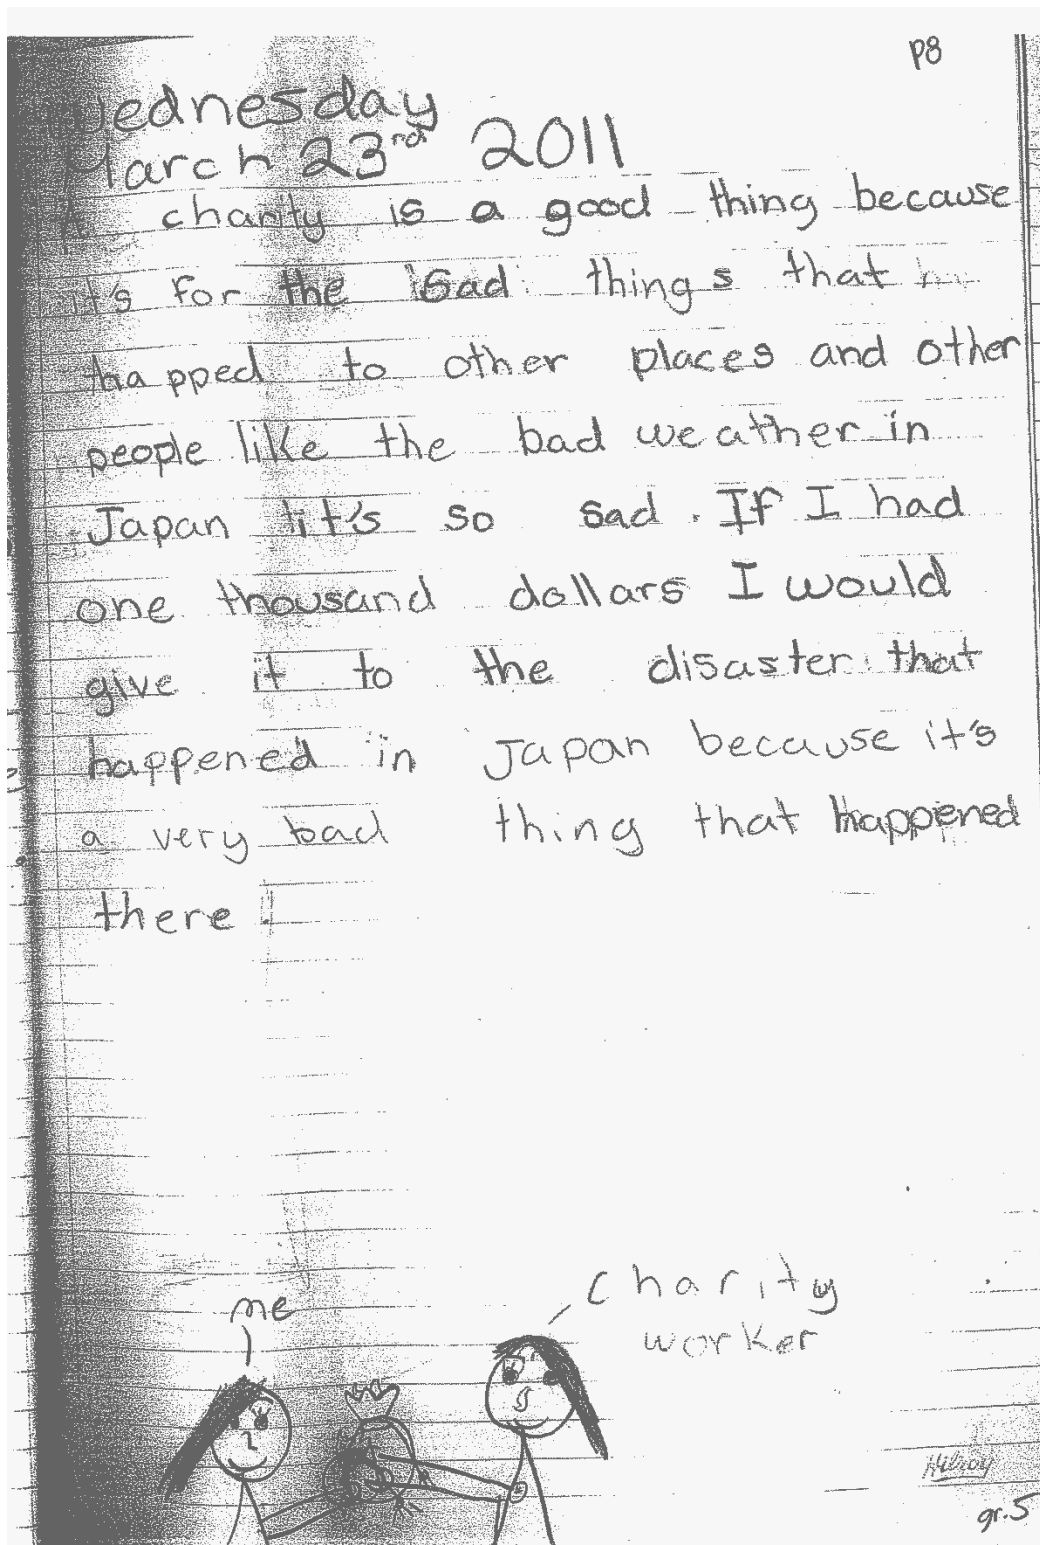 p8
Wednesday
March 23rd 2011
A charity is a good thing because
it's for the sad things that
happed to other places and other
people like the bad weather in
Japan it's so sad. If I had
one thousand dollars I would
give it to the disaster that
happened in Japan because it's
a very bad thing that happened
there.
me
charity
worker
Hilroy
gr.5